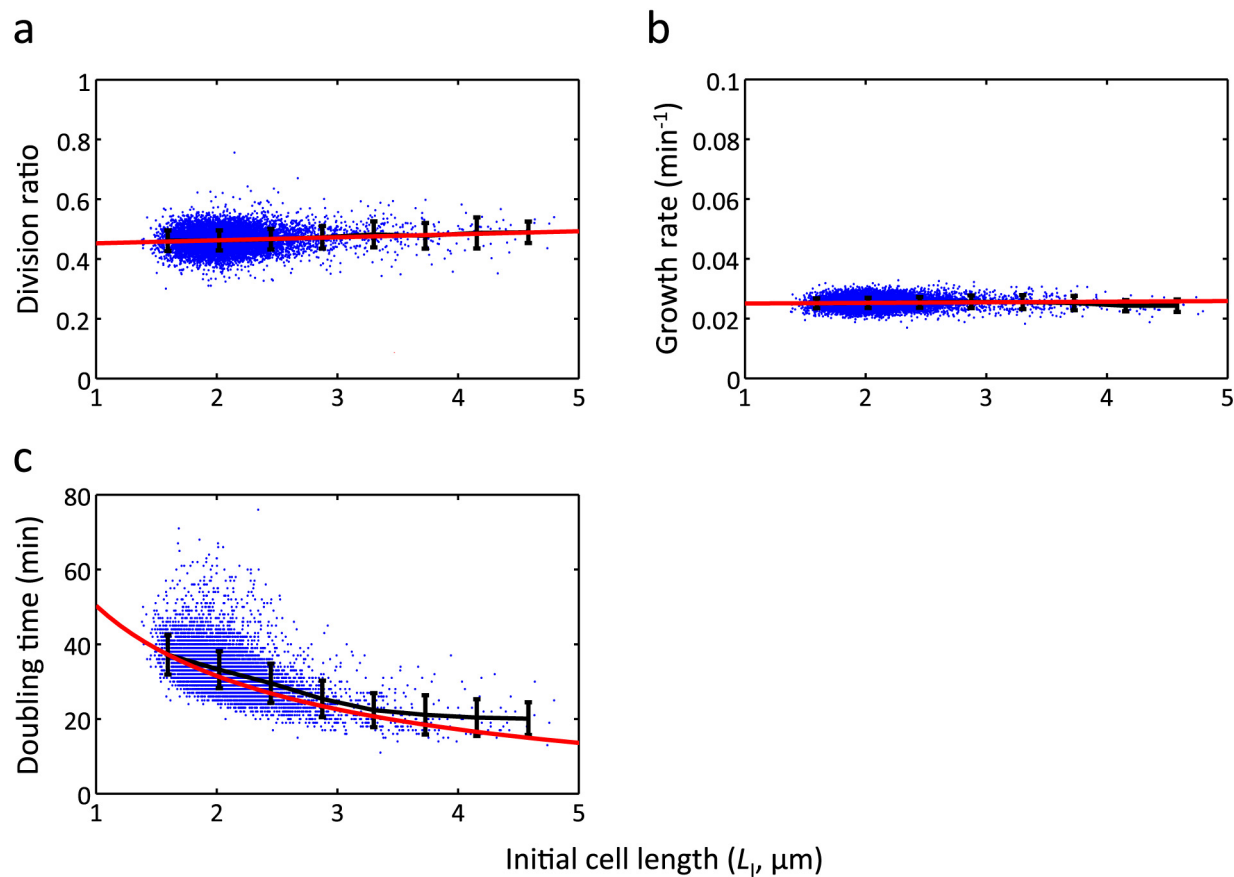 a
b
1
0.8
0.6
0.4
0.2
0
Division ratio
1 2 3 4 5
0.1
0.08
0.06
0.04
0.02
0
Growth rate (min⁻¹)
1 2 3 4 5
c
80
60
40
20
0
Doubling time (min)
1 2 3 4 5
Initial cell length (L_I, µm)